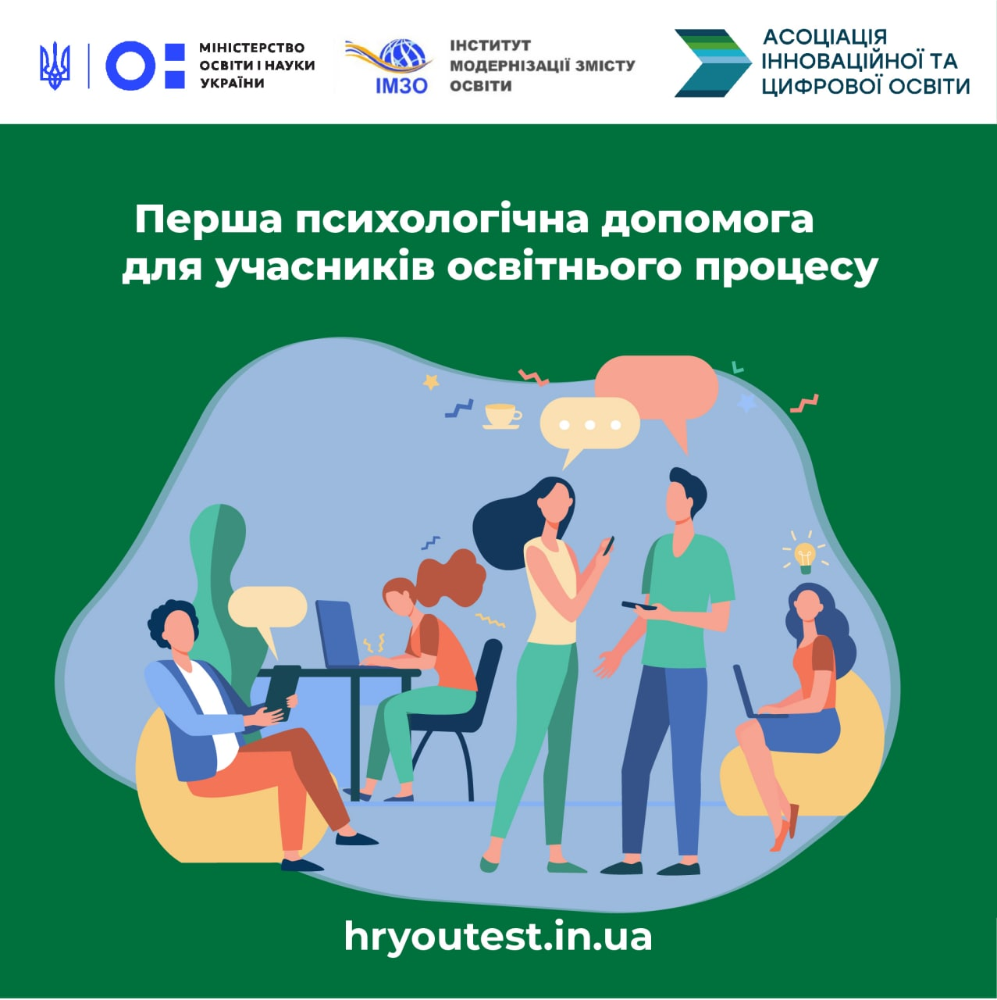 МІНІСТЕРСТВО
ОСВІТИ І НАУКИ
УКРАЇНИ
ІМЗО
ІНСТИТУТ
МОДЕРНІЗАЦІЇ ЗМІСТУ
ОСВІТИ
АСОЦІАЦІЯ
ІННОВАЦІЙНОЇ ТА
ЦИФРОВОЇ ОСВІТИ
Перша психологічна допомога
для учасників освітнього процесу
hryoutest.in.ua